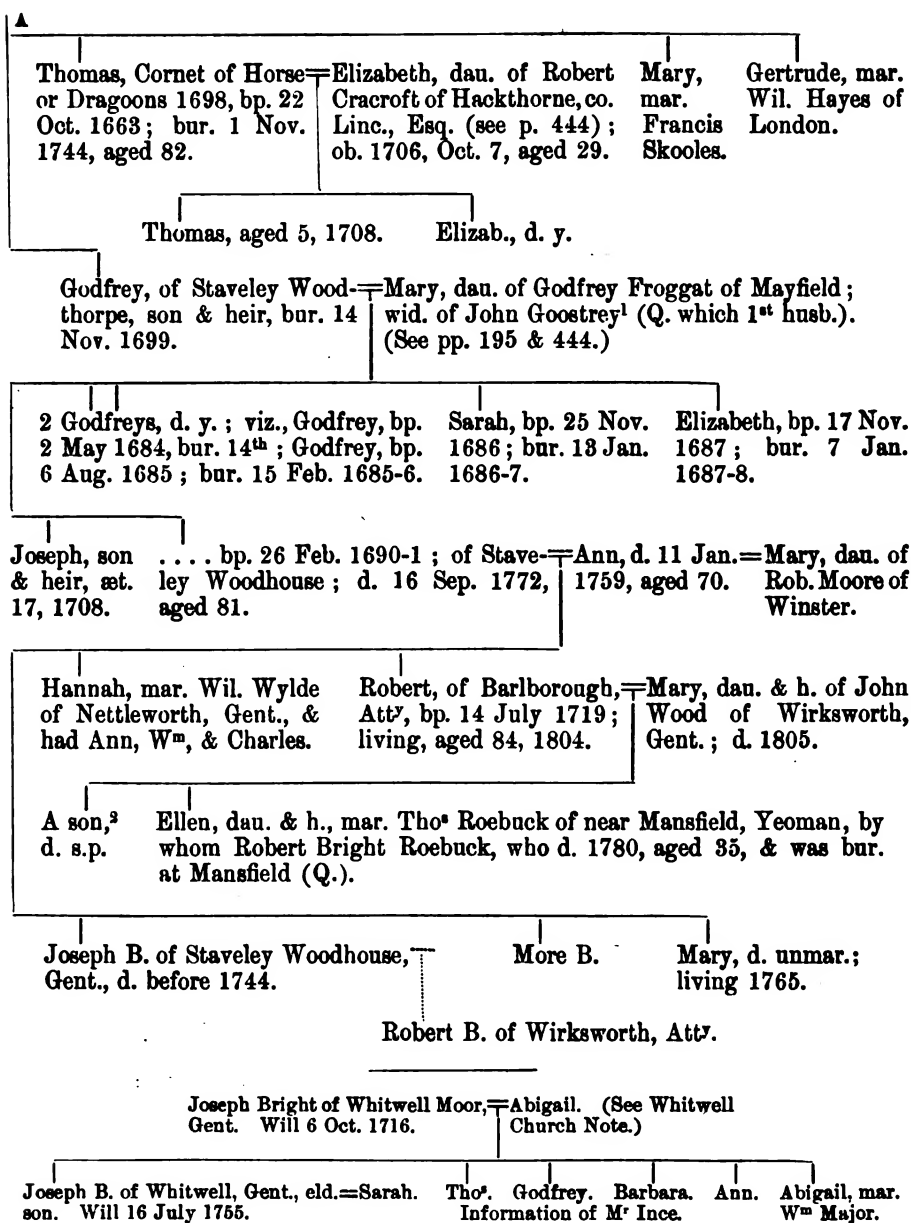 A
Thomas, Cornet of Horse
or Dragoons 1698, bp. 22
Oct. 1663; bur. 1 Nov.
1744, aged 82.
Elizabeth, dau. of Robert
Cracroft of Hackthorne, co.
Linc., Esq. (see p. 444);
ob. 1706, Oct. 7, aged 29.
Mary,
mar.
Francis
Skooles.
Gertrude, mar.
Wil. Hayes of
London.
Thomas, aged 5, 1708.
Elizab., d. y.
Godfrey, of Staveley Wood-
thorpe, son & heir, bur. 14
Nov. 1699.
Mary, dau. of Godfrey Froggat of Mayfield;
wid. of John Goostrey¹ (Q. which 1ˢᵗ husb.).
(See pp. 195 & 444.)
2 Godfreys, d. y.; viz., Godfrey, bp.
2 May 1684, bur. 14ᵗʰ; Godfrey, bp.
6 Aug. 1685; bur. 15 Feb. 1685-6.
Sarah, bp. 25 Nov.
1686; bur. 13 Jan.
1686-7.
Elizabeth, bp. 17 Nov.
1687; bur. 7 Jan.
1687-8.
Joseph, son
& heir, æt.
17, 1708.
.... bp. 26 Feb. 1690-1; of Stave-
ley Woodhouse; d. 16 Sep. 1772,
aged 81.
Ann, d. 11 Jan.
1759, aged 70.
Mary, dau. of
Rob. Moore of
Winster.
Hannah, mar. Wil. Wylde
of Nettleworth, Gent., &
had Ann, Wᵐ, & Charles.
Robert, of Barlborough,
Attʸ, bp. 14 July 1719;
living, aged 84, 1804.
Mary, dau. & h. of John
Wood of Wirksworth,
Gent.; d. 1805.
A son,²
d. s.p.
Ellen, dau. & h., mar. Thoˢ Roebuck of near Mansfield, Yeoman, by
whom Robert Bright Roebuck, who d. 1780, aged 35, & was bur.
at Mansfield (Q.).
Joseph B. of Staveley Woodhouse,
Gent., d. before 1744.
More B.
Mary, d. unmar.;
living 1765.
Robert B. of Wirksworth, Attʸ.
Joseph Bright of Whitwell Moor,
Gent. Will 6 Oct. 1716.
Abigail. (See Whitwell
Church Note.)
Joseph B. of Whitwell, Gent., eld.=Sarah.
son. Will 16 July 1755.
Thoˢ. Godfrey. Barbara. Ann.
Information of Mʳ Ince.
Abigail, mar.
Wᵐ Major.